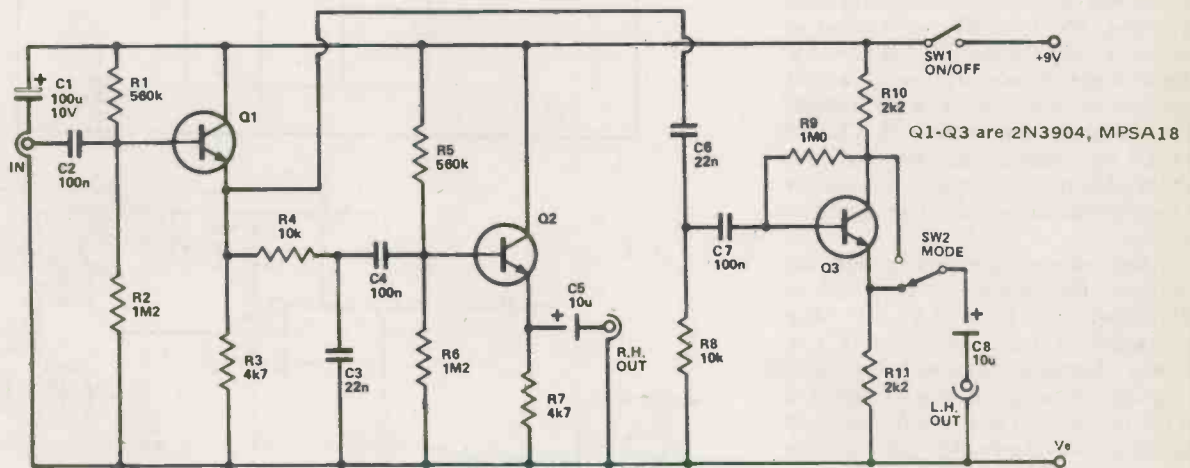 C1
100u
10V
IN
C2
100n
R1
560k
R2
1M2
Q1
R3
4k7
R4
10k
C3
22n
C4
100n
R5
560k
R6
1M2
Q2
R7
4k7
C5
10u
R.H.
OUT
C6
22n
R8
10k
C7
100n
R9
1M0
Q3
R10
2k2
R11
2k2
SW1
ON/OFF
+9V
Q1-Q3 are 2N3904, MPSA18
SW2
MODE
C8
10u
L.H.
OUT
Ve